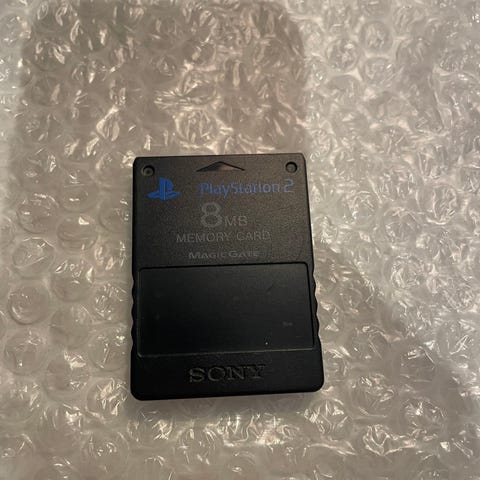 PlayStation 2
8MB
MEMORY CARD
MAGICGATE
SONY